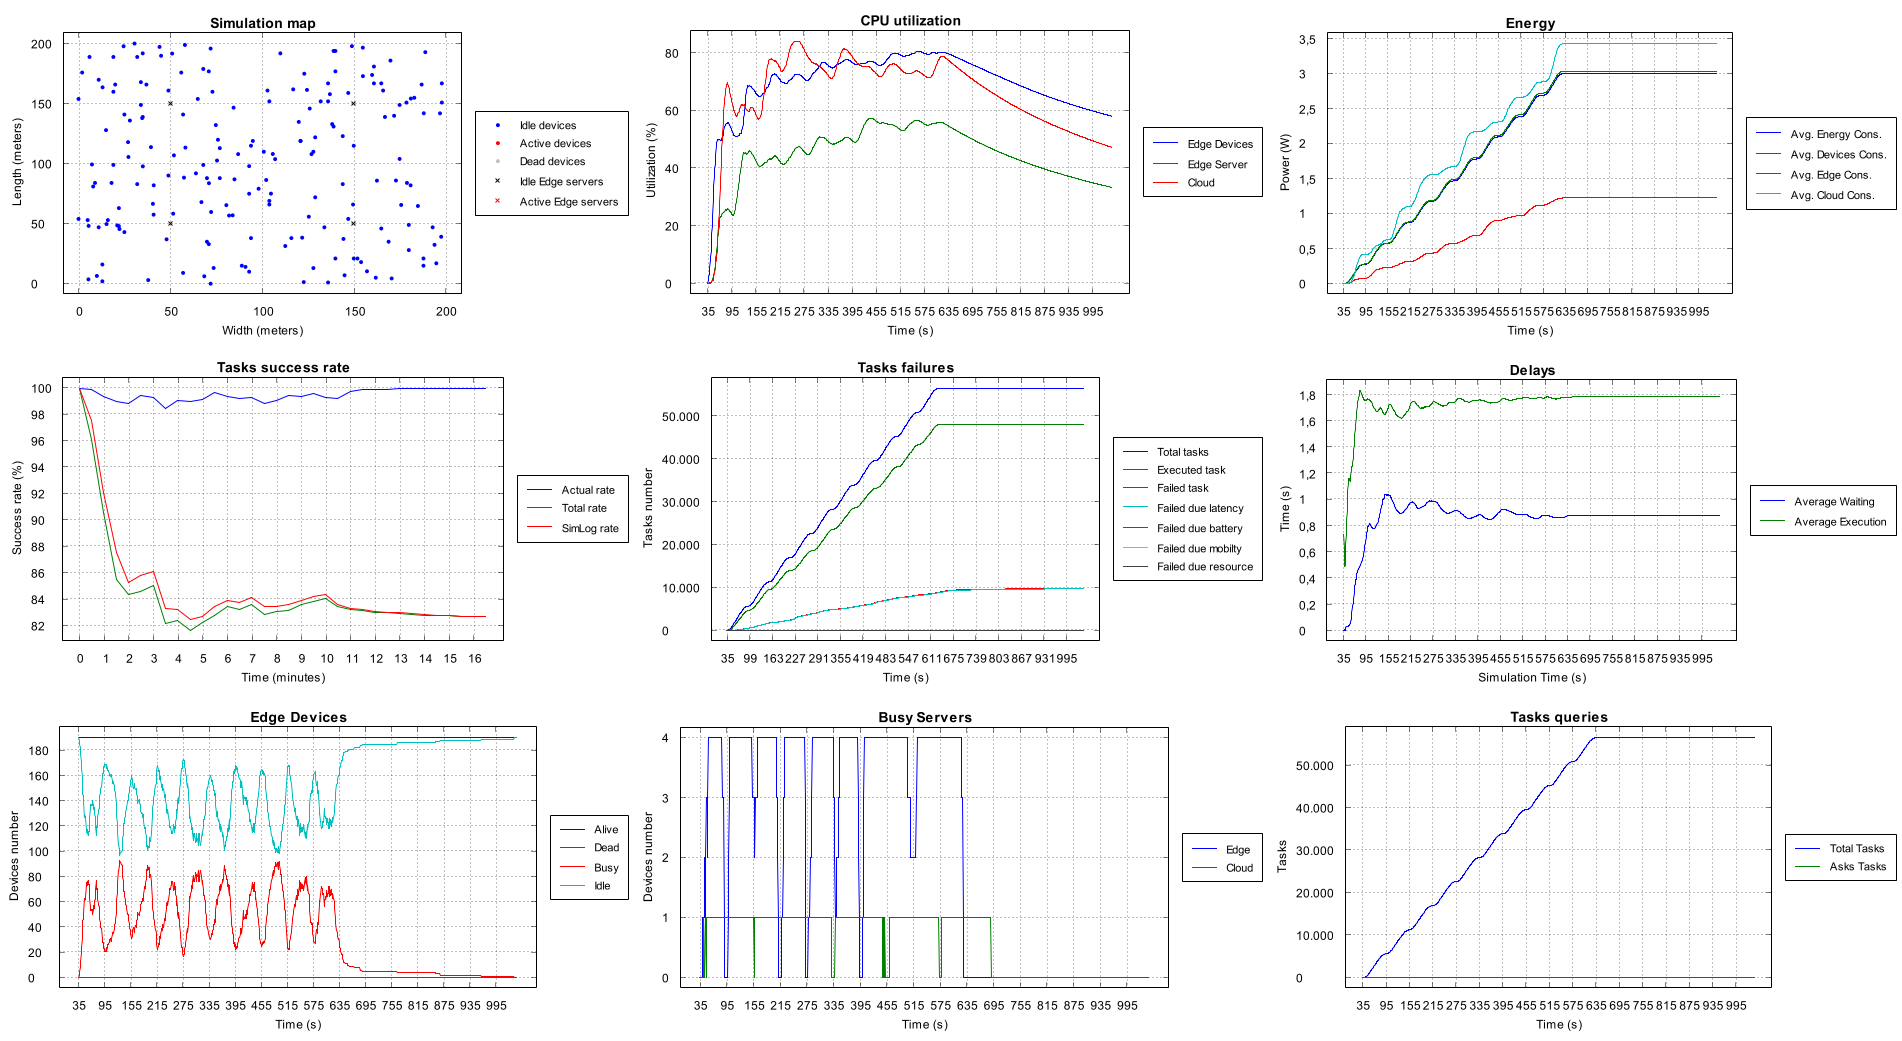 Simulation map
Length (meters)
200
150
100
50
0
0 50 100 150 200
Width (meters)
Idle devices
Active devices
Dead devices
Idle Edge servers
Active Edge servers
CPU utilization
Utilization (%)
80
60
40
20
0
35 95 155 215 275 335 395 455 515 575 635 695 755 815 875 935 995
Time (s)
Edge Devices
Edge Server
Cloud
Energy
Power (W)
3,5
3
2,5
2
1,5
1
0,5
0
35 95 155 215 275 335 395 455 515 575 635 695 755 815 875 935 995
Time (s)
Avg. Energy Cons.
Avg. Devices Cons.
Avg. Edge Cons.
Avg. Cloud Cons.
Tasks success rate
Success rate (%)
100
98
96
94
92
90
88
86
84
82
0 1 2 3 4 5 6 7 8 9 10 11 12 13 14 15 16
Time (minutes)
Actual rate
Total rate
SimLog rate
Tasks failures
Tasks number
50.000
40.000
30.000
20.000
10.000
0
35 99 163 227 291 355 419 483 547 611 675 739 803 867 931 995
Time (s)
Total tasks
Executed task
Failed task
Failed due latency
Failed due battery
Failed due mobilty
Failed due resource
Delays
Time (s)
1,8
1,6
1,4
1,2
1
0,8
0,6
0,4
0,2
0
35 95 155 215 275 335 395 455 515 575 635 695 755 815 875 935 995
Simulation Time (s)
Average Waiting
Average Execution
Edge Devices
Devices number
180
160
140
120
100
80
60
40
20
0
35 95 155 215 275 335 395 455 515 575 635 695 755 815 875 935 995
Time (s)
Alive
Dead
Busy
Idle
Busy Servers
Devices number
4
3
2
1
0
35 95 155 215 275 335 395 455 515 575 635 695 755 815 875 935 995
Time (s)
Edge
Cloud
Tasks queries
Tasks
50.000
40.000
30.000
20.000
10.000
0
35 95 155 215 275 335 395 455 515 575 635 695 755 815 875 935 995
Time (s)
Total Tasks
Asks Tasks